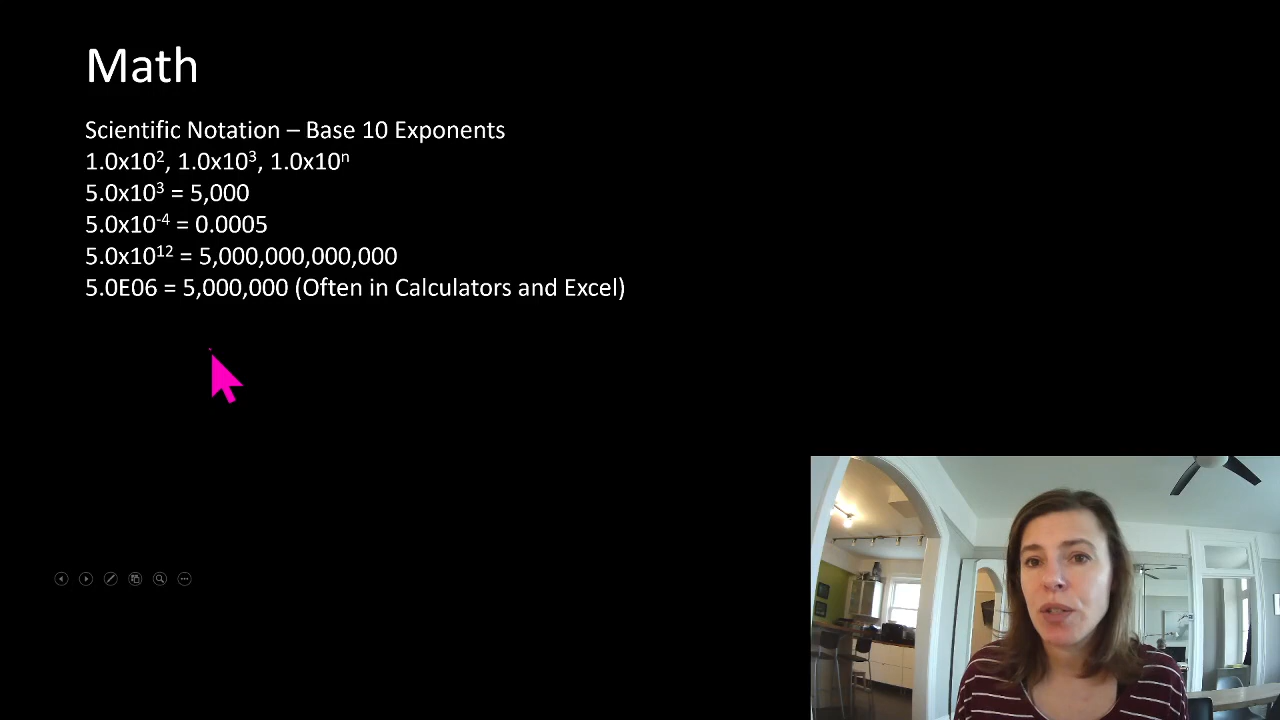 Math
Scientific Notation – Base 10 Exponents
1.0x10², 1.0x10³, 1.0x10ⁿ
5.0x10³ = 5,000
5.0x10⁻⁴ = 0.0005
5.0x10¹² = 5,000,000,000,000
5.0E06 = 5,000,000 (Often in Calculators and Excel)